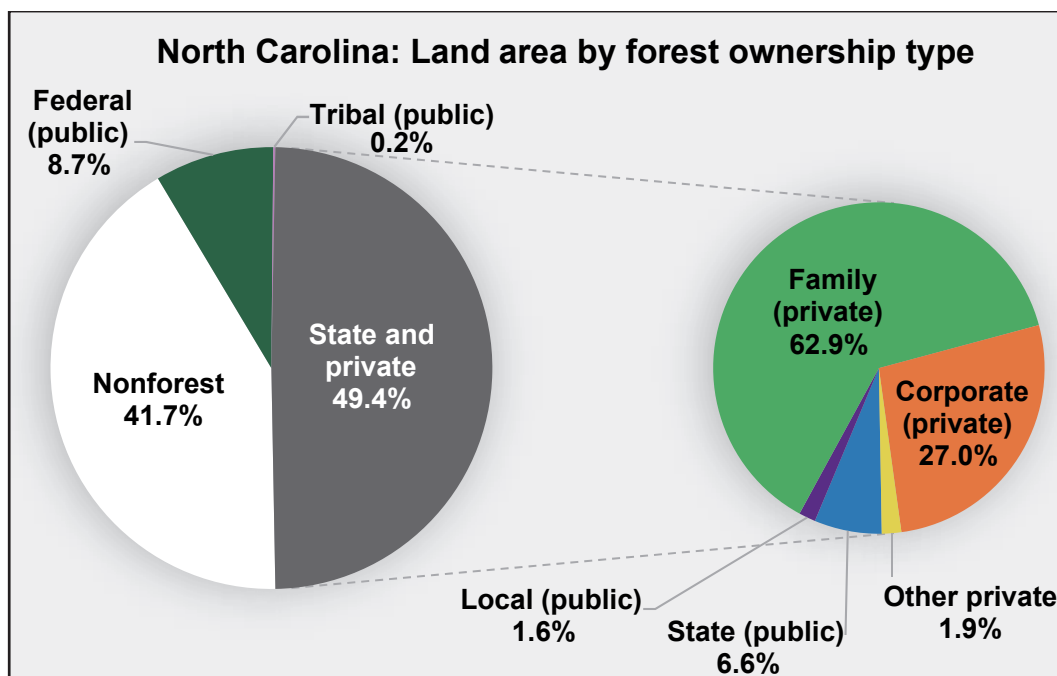 North Carolina: Land area by forest ownership type
Federal
(public)
8.7%
Tribal (public)
0.2%
State and
private
49.4%
Nonforest
41.7%
Family
(private)
62.9%
Corporate
(private)
27.0%
Local (public)
1.6%
State (public)
6.6%
Other private
1.9%